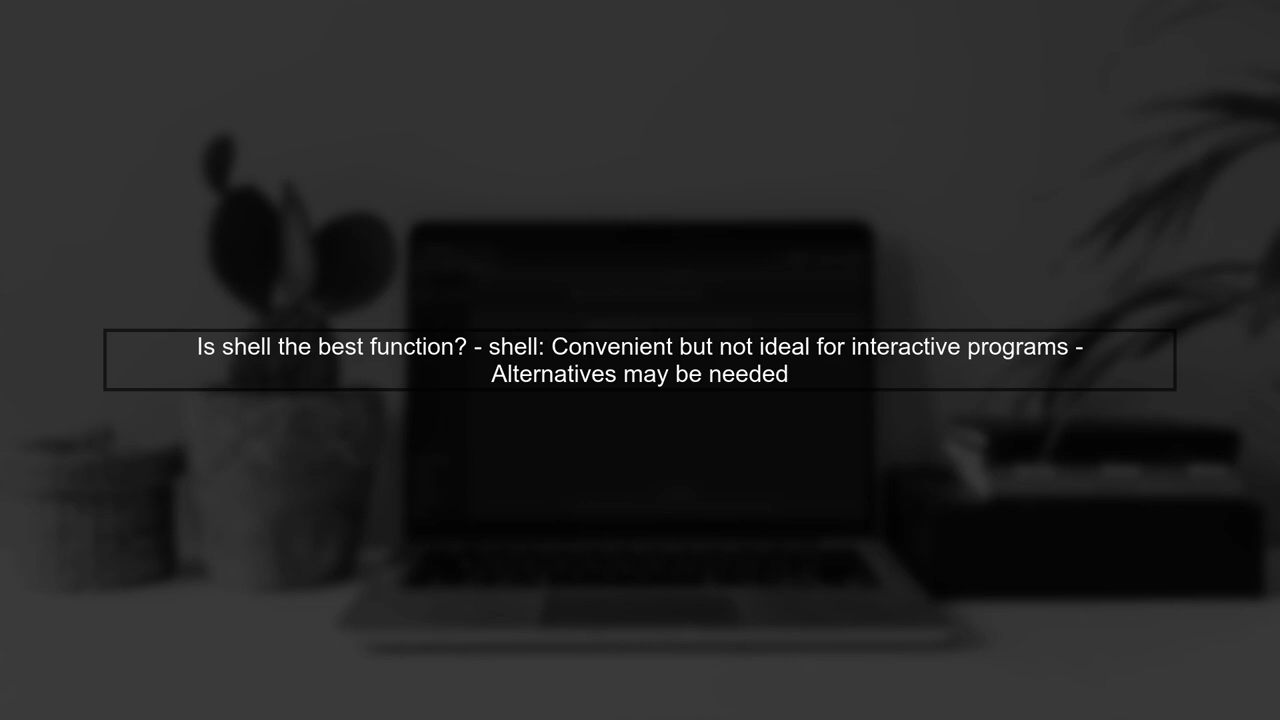 Is shell the best function? - shell: Convenient but not ideal for interactive programs -
Alternatives may be needed